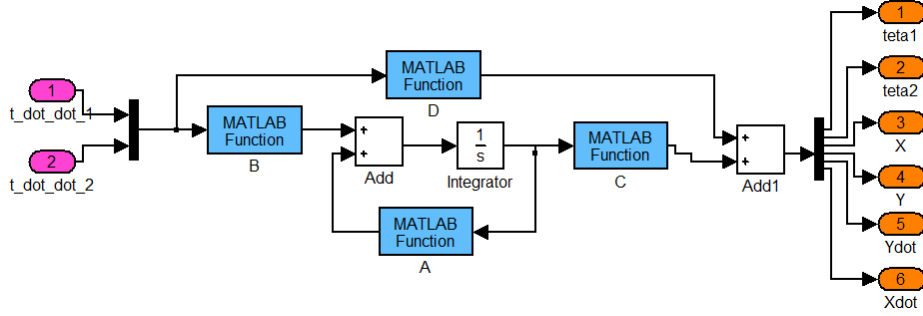 1
teta1
MATLAB
Function
D
2
teta2
1
t_dot_dot_1
MATLAB
Function
B
+
+
Add
1
s
Integrator
MATLAB
Function
C
+
+
Add1
3
X
2
t_dot_dot_2
4
Y
MATLAB
Function
A
5
Ydot
6
Xdot